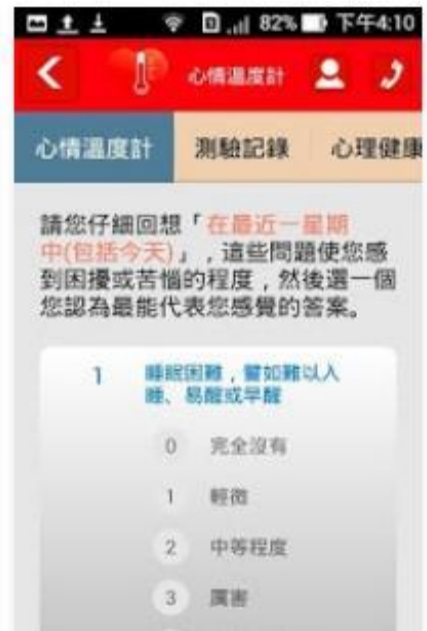 82% 下午4:10
心情溫度計
心情溫度計 測驗記錄 心理健康
請您仔細回想「在最近一星期
中(包括今天)」，這些問題使您感
到困擾或苦惱的程度，然後選一個
您認為最能代表您感覺的答案。
1 睡眠困難，譬如難以入
睡、易醒或早醒
0 完全沒有
1 輕微
2 中等程度
3 厲害